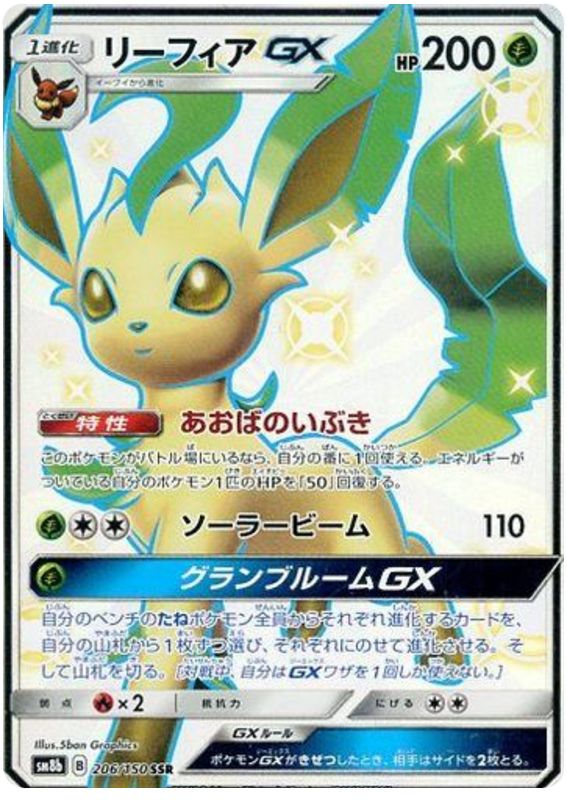 1進化 リーフィアGX HP200
イーブイから進化
特性 あおばのいぶき
このポケモンがバトル場にいるなら、自分の番に1回使える。エネルギーが
ついている自分のポケモン1匹のHPを「50」回復する。
ソーラービーム 110
グランブルームGX
自分のベンチのたねポケモン全員からそれぞれ進化するカードを、
自分の山札から1枚ずつ選び、それぞれにのせて進化させる。そ
して山札を切る。[対戦中、自分はGXワザを1回しか使えない。]
弱点 ×2 抵抗力 にげる
GXルール
Illus.5ban Graphics
ポケモンGXがきぜつしたとき、相手はサイドを2枚とる。
SM8b B 206/150 SSR